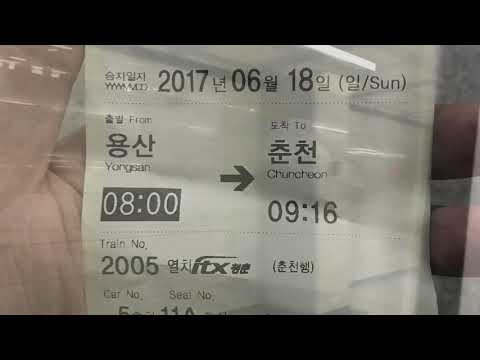 승차일자
YYYY.MM.DD
2017년 06월 18일 (일/Sun)
출발 From
도착 To
용산
춘천
Yongsan
Chuncheon
08:00
09:16
Train No.
2005 열차 itx 청춘 (춘천행)
Car No.
Seat No.
11A